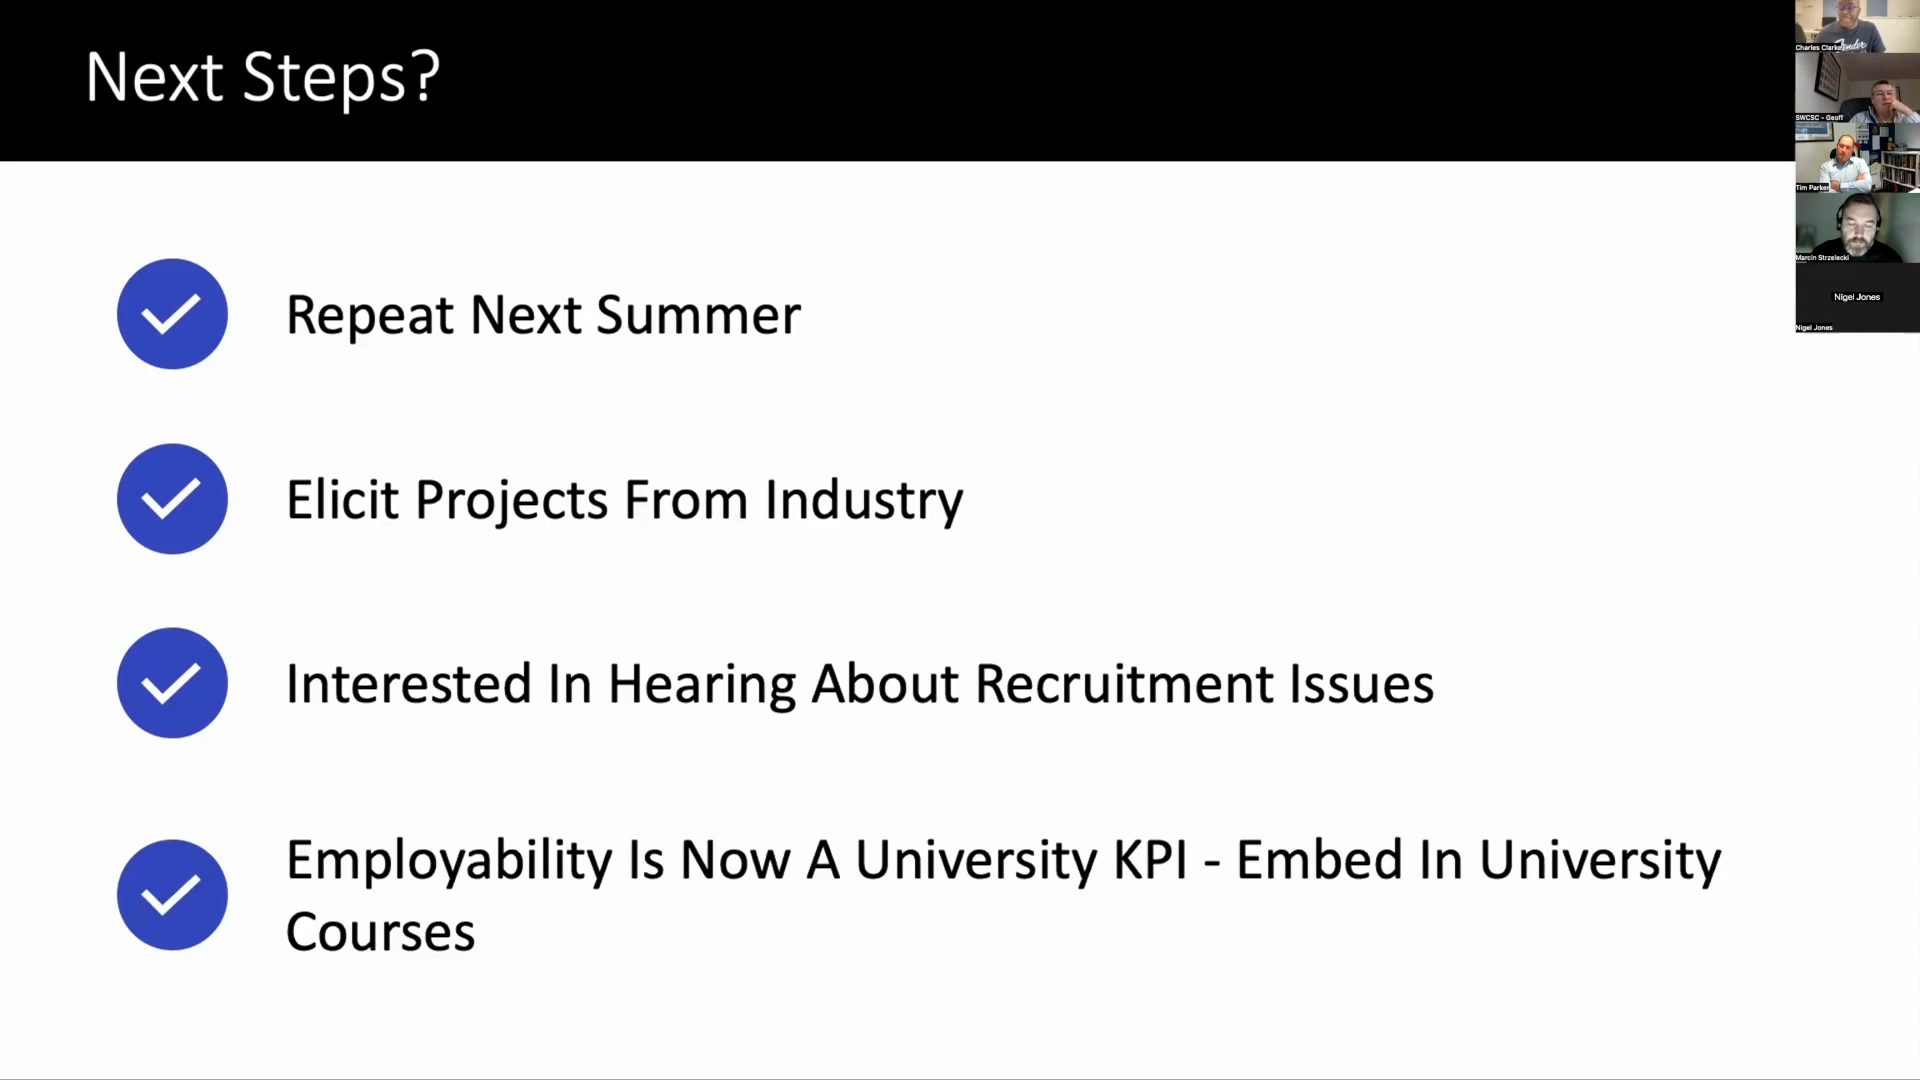 Next Steps?
Repeat Next Summer
Elicit Projects From Industry
Interested In Hearing About Recruitment Issues
Employability Is Now A University KPI - Embed In University
Courses
Charles Clarke
SWCSC - Geoff
Tim Parker
Marcin Strzelecki
Nigel Jones
Nigel Jones